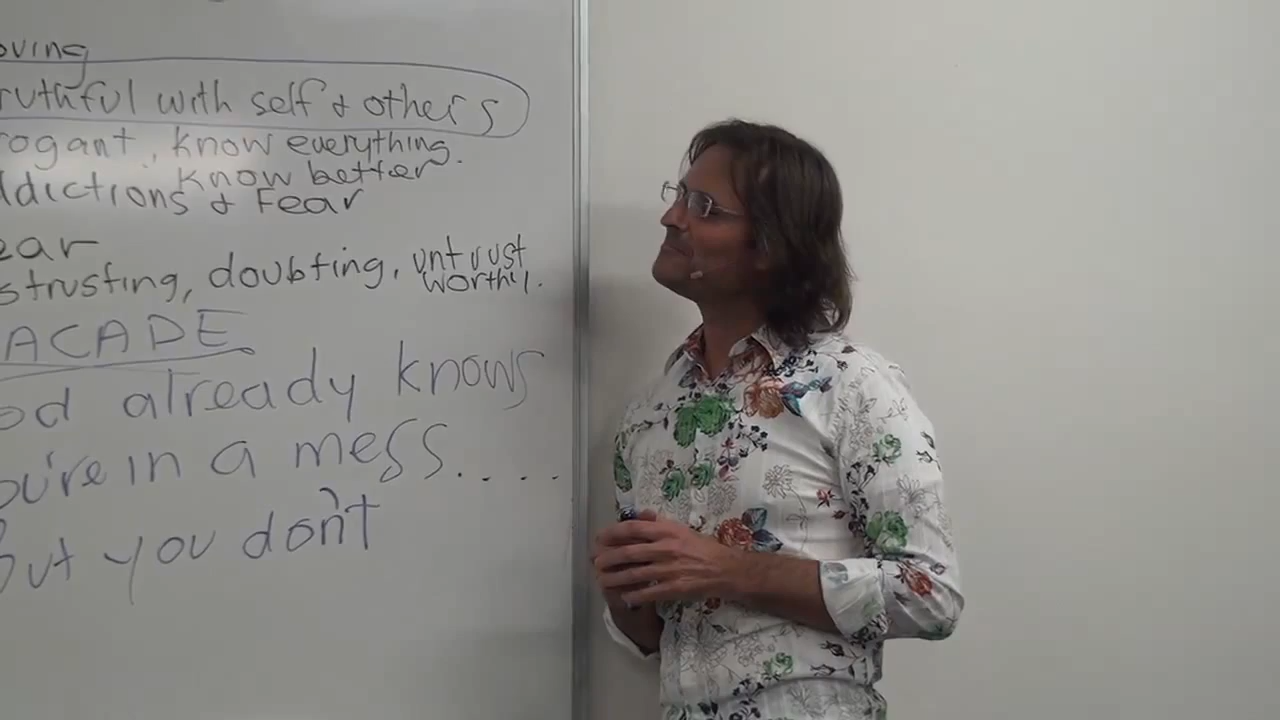 oving
ruthful with self & others
rogant, know everything.
know better
ddictions & Fear
ear
strusting, doubting, untrust
worthy.
ACADE
od already knows
ou're in a mess.....
but you don't